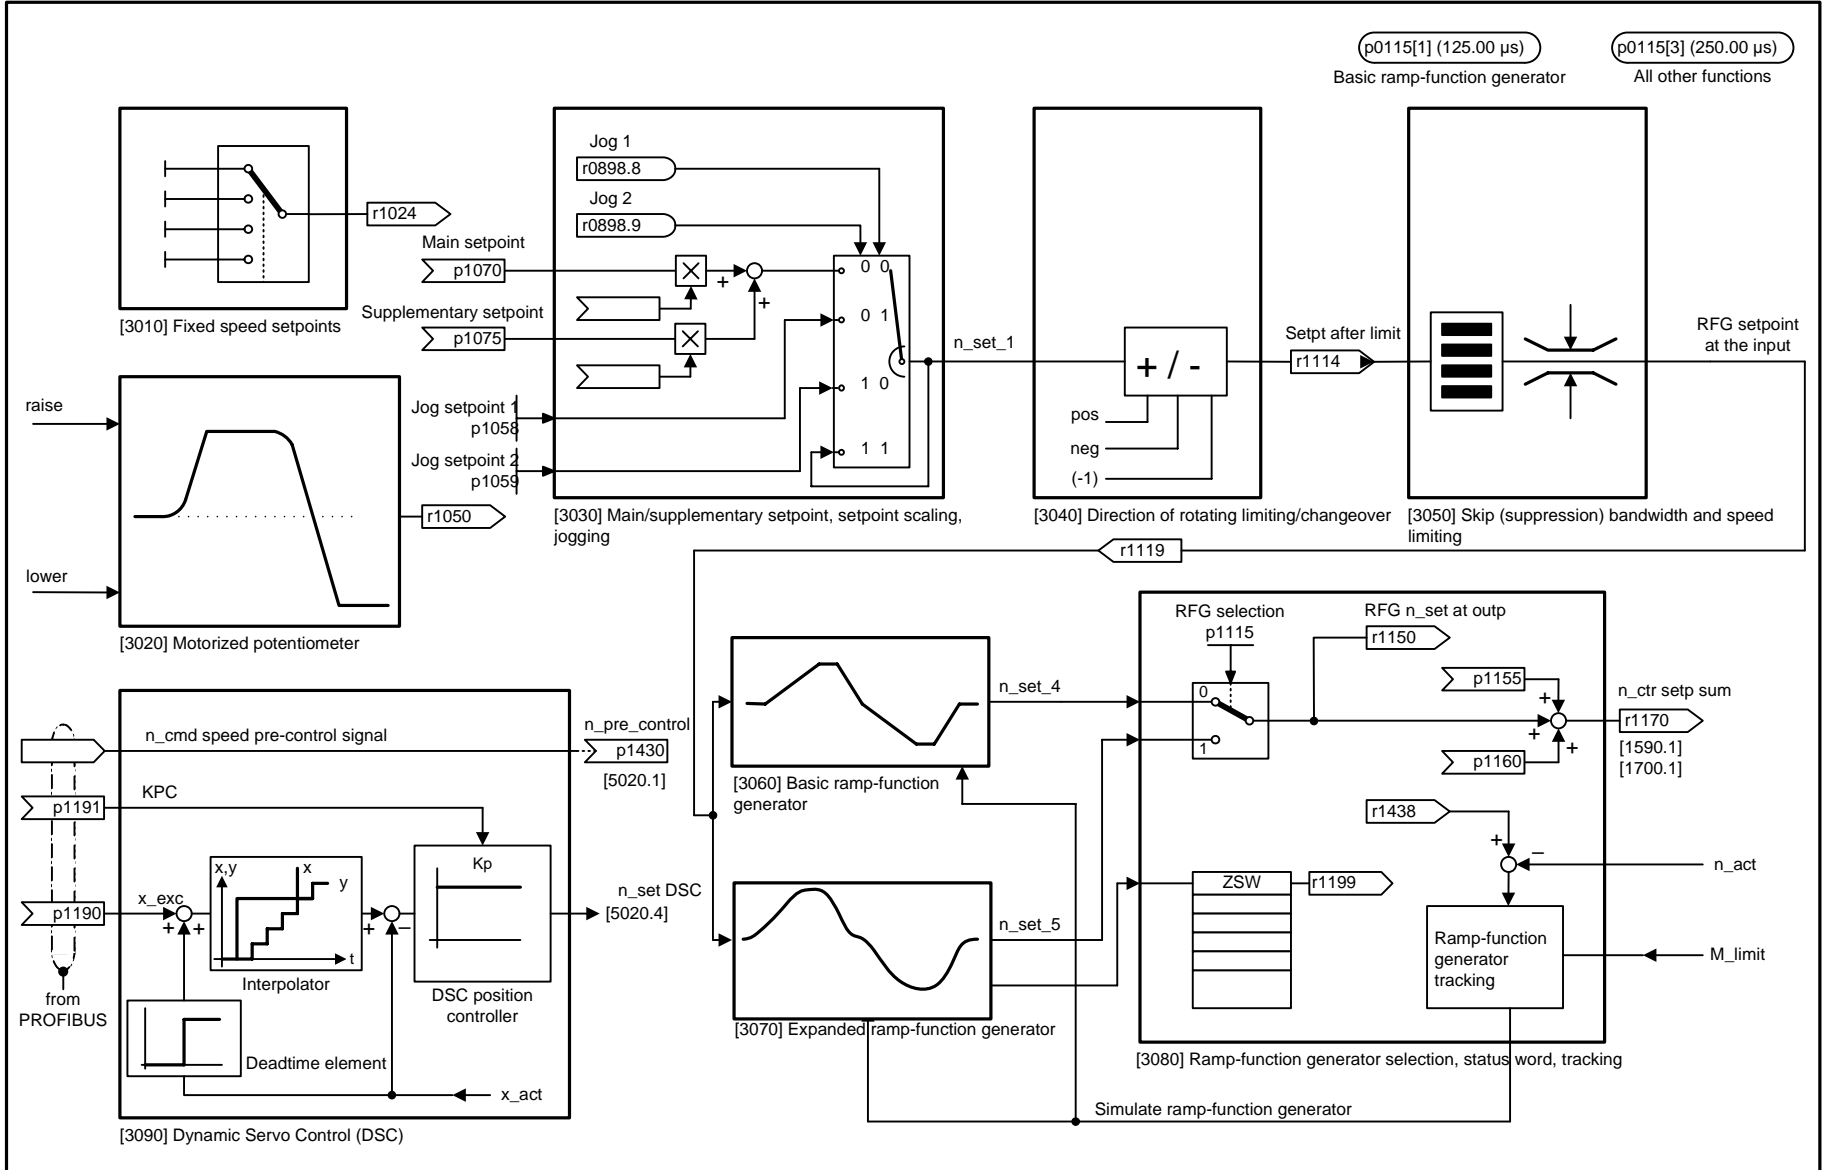 p0115[1] (125.00 µs)
Basic ramp-function generator
p0115[3] (250.00 µs)
All other functions
r1024
[3010] Fixed speed setpoints
raise
lower
r1050
[3020] Motorized potentiometer
Jog 1
r0898.8
Jog 2
r0898.9
Main setpoint
p1070
+
Supplementary setpoint
p1075
+
0 0
0 1
1 0
1 1
Jog setpoint 1
p1058
Jog setpoint 2
p1059
n_set_1
[3030] Main/supplementary setpoint, setpoint scaling,
jogging
+ / -
pos
neg
(-1)
[3040] Direction of rotating limiting/changeover
Setpt after limit
r1114
[3050] Skip (suppression) bandwidth and speed
limiting
RFG setpoint
at the input
r1119
n_set_4
[3060] Basic ramp-function
generator
n_set_5
[3070] Expanded ramp-function generator
RFG selection
p1115
0
1
RFG n_set at outp
r1150
p1155
+
+
p1160
+
n_ctr setp sum
r1170
[1590.1]
[1700.1]
r1438
+
–
n_act
ZSW
r1199
Ramp-function
generator
tracking
M_limit
[3080] Ramp-function generator selection, status word, tracking
Simulate ramp-function generator
n_cmd speed pre-control signal
n_pre_control
p1430
[5020.1]
p1191
KPC
p1190
x_exc
+
+
x,y
x
y
t
Interpolator
+
–
Kp
DSC position
controller
n_set DSC
[5020.4]
from
PROFIBUS
Deadtime element
x_act
[3090] Dynamic Servo Control (DSC)